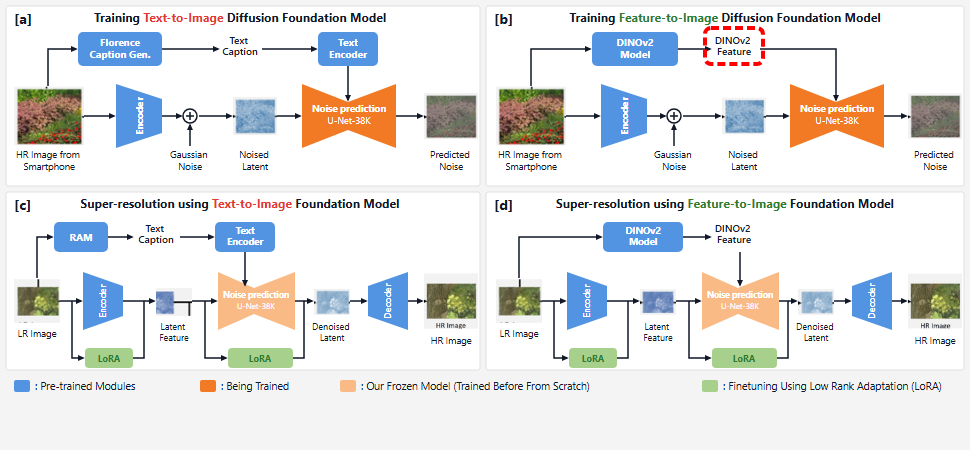 [a] Training Text-to-Image Diffusion Foundation Model
Florence
Caption Gen.
Text
Caption
Text
Encoder
Encoder
Noise prediction
U-Net-38K
HR Image from
Smartphone
Gaussian
Noise
Noised
Latent
Predicted
Noise
[b] Training Feature-to-Image Diffusion Foundation Model
DINOv2
Model
DINOv2
Feature
Encoder
Noise prediction
U-Net-38K
HR Image from
Smartphone
Gaussian
Noise
Noised
Latent
Predicted
Noise
[c] Super-resolution using Text-to-Image Foundation Model
RAM
Text
Caption
Text
Encoder
Encoder
Noise prediction
U-Net-38K
Decoder
LR Image
Latent
Feature
Denoised
Latent
HR Image
HR Image
LoRA
LoRA
[d] Super-resolution using Feature-to-Image Foundation Model
DINOv2
Model
DINOv2
Feature
Encoder
Noise prediction
U-Net-38K
Decoder
LR Image
Latent
Feature
Denoised
Latent
HR Image
HR Image
LoRA
LoRA
: Pre-trained Modules
: Being Trained
: Our Frozen Model (Trained Before From Scratch)
: Finetuning Using Low Rank Adaptation (LoRA)